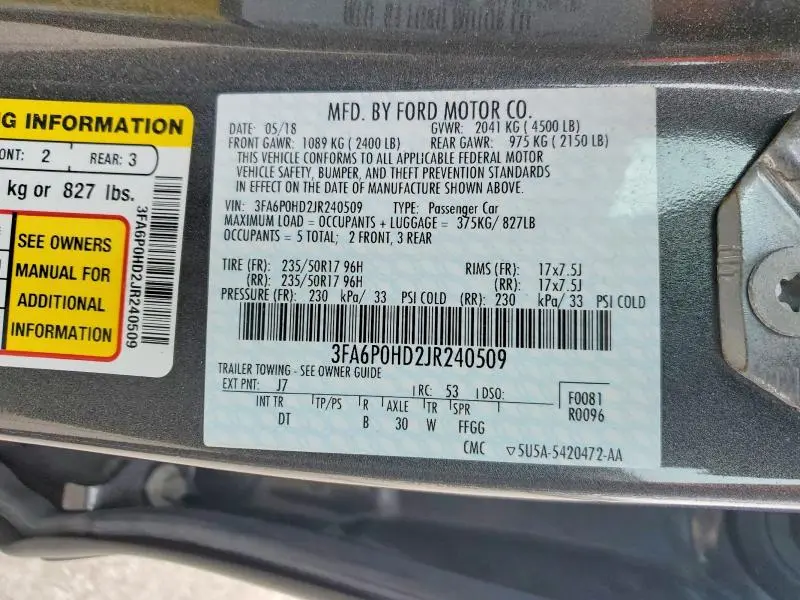 G INFORMATION
ONT: 2 REAR: 3
kg or 827 lbs.
SEE OWNERS
MANUAL FOR
ADDITIONAL
INFORMATION
3FA6P0HD2JR240509
MFD. BY FORD MOTOR CO.
DATE: 05/18 GVWR: 2041 KG ( 4500 LB)
FRONT GAWR: 1089 KG ( 2400 LB) REAR GAWR: 975 KG ( 2150 LB)
THIS VEHICLE CONFORMS TO ALL APPLICABLE FEDERAL MOTOR
VEHICLE SAFETY, BUMPER, AND THEFT PREVENTION STANDARDS
IN EFFECT ON THE DATE OF MANUFACTURE SHOWN ABOVE.
VIN: 3FA6P0HD2JR240509 TYPE: Passenger Car
MAXIMUM LOAD = OCCUPANTS + LUGGAGE = 375KG/ 827LB
OCCUPANTS = 5 TOTAL; 2 FRONT, 3 REAR
TIRE (FR): 235/50R17 96H RIMS (FR) : 17x7.5J
(RR): 235/50R17 96H (RR) : 17x7.5J
PRESSURE (FR): 230 kPa/ 33 PSI COLD (RR): 230 kPa/ 33 PSI COLD
3FA6P0HD2JR240509
TRAILER TOWING - SEE OWNER GUIDE
EXT PNT: J7 RC: 53 DSO: F0081
R0096
INT TR TP/PS R AXLE TR SPR
DT B 30 W FFGG
CMC ▽5U5A-5420472-AA